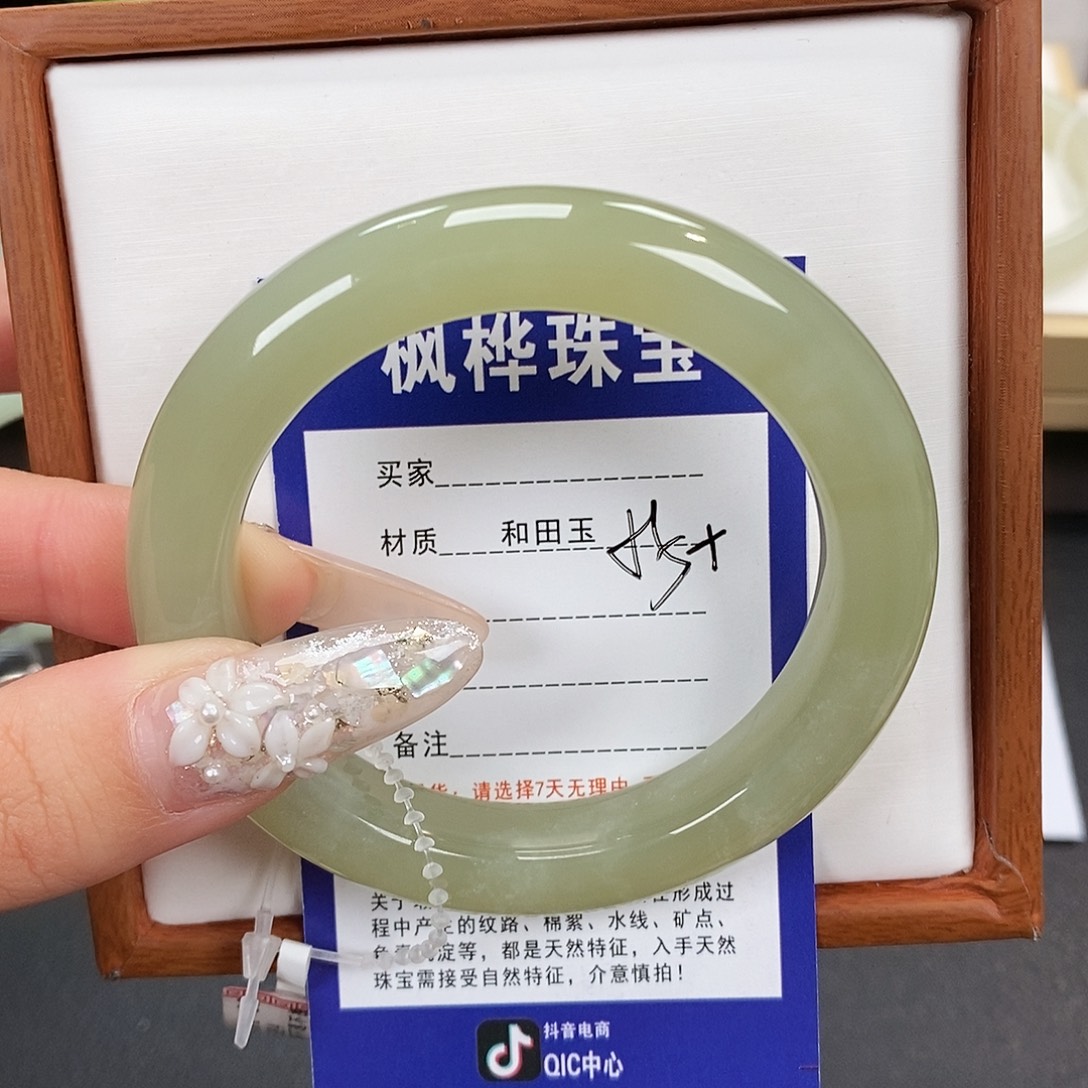 枫桦珠宝
买家
材质 和田玉
备注
请选择7天无理由
形成过
程中产生的纹路、棉絮、水线、矿点、
淀等，都是天然特征，入手天然
珠宝需接受自然特征，介意慎拍！
抖音电商
QIC中心